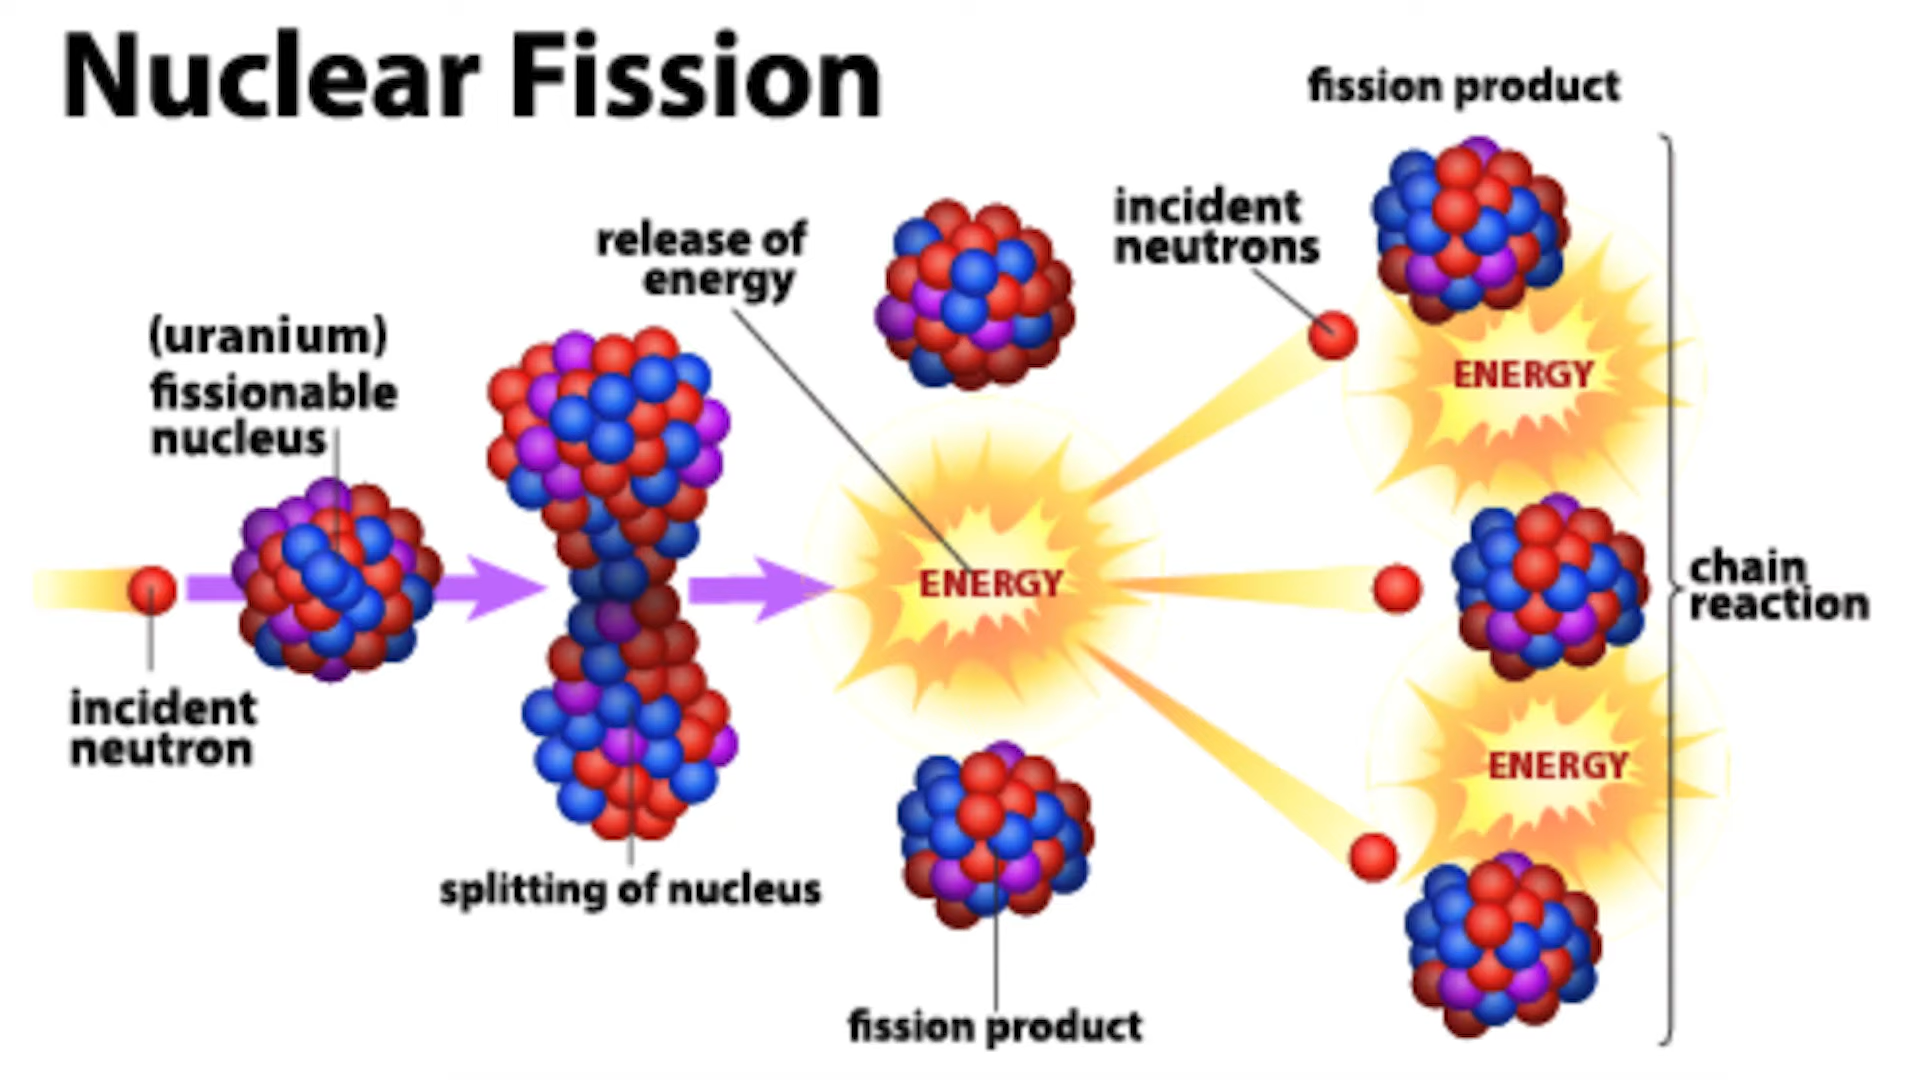 Nuclear Fission
fission product
incident
neutrons
release of
energy
(uranium)
fissionable
nucleus
ENERGY
ENERGY
chain
reaction
incident
neutron
ENERGY
splitting of nucleus
fission product